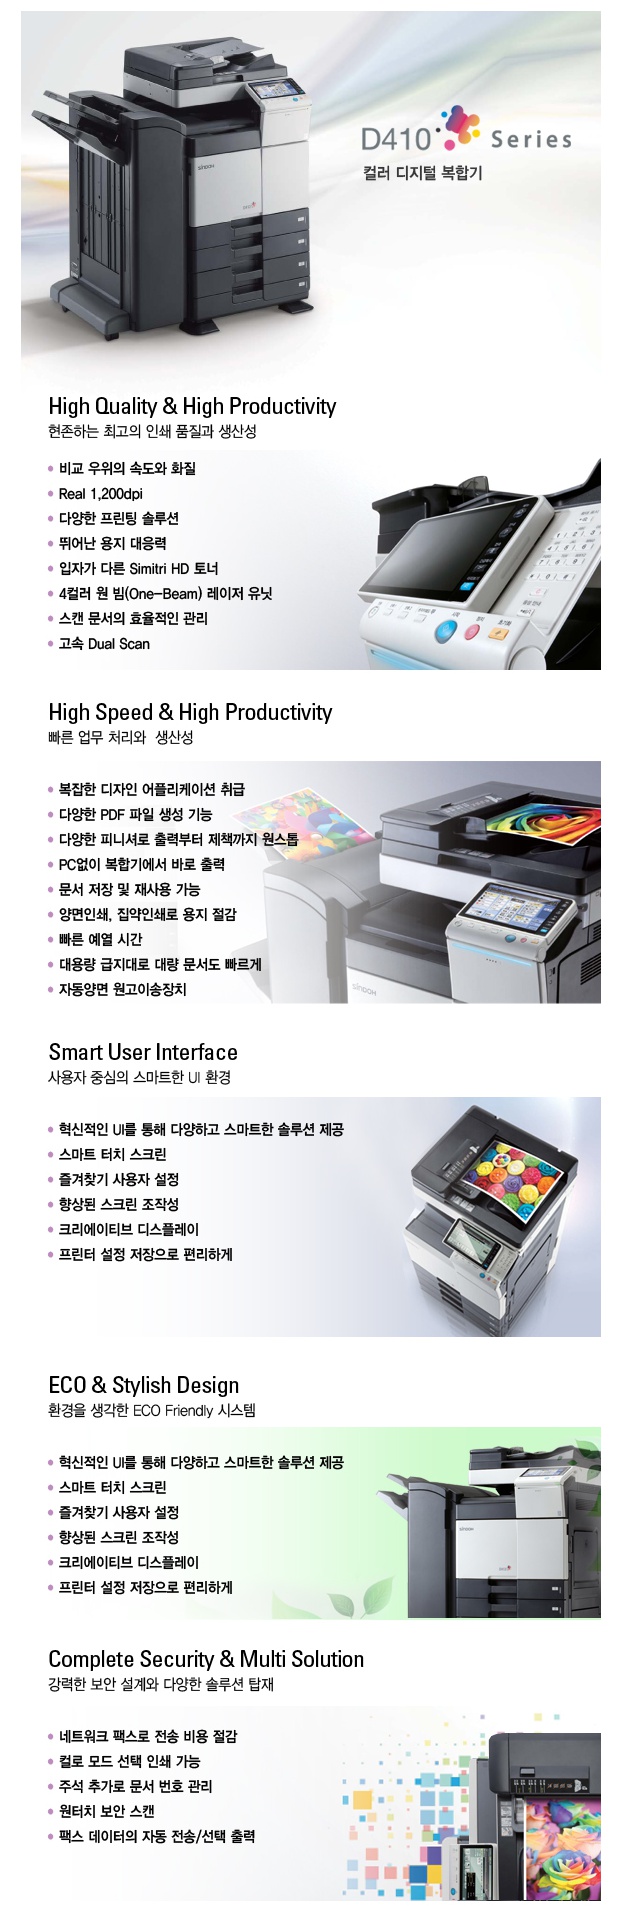 D410 Series
컬러 디지털 복합기
sindoh
High Quality & High Productivity
현존하는 최고의 인쇄 품질과 생산성
비교 우위의 속도와 화질
Real 1,200dpi
다양한 프린팅 솔루션
뛰어난 용지 대응력
입자가 다른 Simitri HD 토너
4컬러 원 빔(One-Beam) 레이저 유닛
스캔 문서의 효율적인 관리
고속 Dual Scan
High Speed & High Productivity
빠른 업무 처리와 생산성
복잡한 디자인 어플리케이션 취급
다양한 PDF 파일 생성 기능
다양한 피니셔로 출력부터 제책까지 원스톱
PC없이 복합기에서 바로 출력
문서 저장 및 재사용 가능
양면인쇄, 집약인쇄로 용지 절감
빠른 예열 시간
대용량 급지대로 대량 문서도 빠르게
자동양면 원고이송장치
sindoh
Smart User Interface
사용자 중심의 스마트한 UI 환경
혁신적인 UI를 통해 다양하고 스마트한 솔루션 제공
스마트 터치 스크린
즐겨찾기 사용자 설정
향상된 스크린 조작성
크리에이티브 디스플레이
프린터 설정 저장으로 편리하게
ECO & Stylish Design
환경을 생각한 ECO Friendly 시스템
혁신적인 UI를 통해 다양하고 스마트한 솔루션 제공
스마트 터치 스크린
즐겨찾기 사용자 설정
향상된 스크린 조작성
크리에이티브 디스플레이
프린터 설정 저장으로 편리하게
sindoh
Complete Security & Multi Solution
강력한 보안 설계와 다양한 솔루션 탑재
네트워크 팩스로 전송 비용 절감
컬로 모드 선택 인쇄 가능
주석 추가로 문서 번호 관리
원터치 보안 스캔
팩스 데이터의 자동 전송/선택 출력